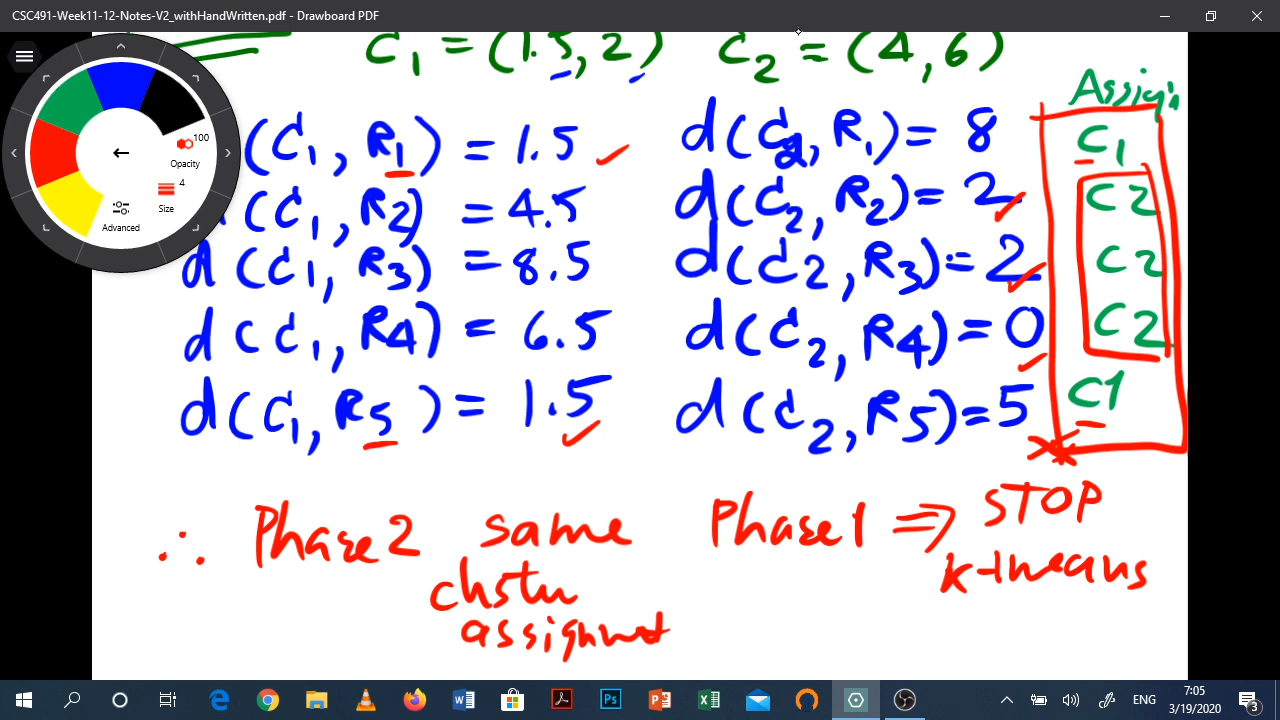 CSC491-Week11-12-Notes-V2_withHandWritten.pdf - Drawboard PDF
C1 = (1.5, 2) C2 = (4, 6)
Assign
100
Opacity
4
Size
Advanced
(C1, R1) = 1.5 d(C2, R1) = 8 C1
d(C1, R2) = 4.5 d(C2, R2) = 2 C2
d(C1, R3) = 8.5 d(C2, R3) = 2 C2
d(C1, R4) = 6.5 d(C2, R4) = 0 C2
d(C1, R5) = 1.5 d(C2, R5) = 5 C1
∴ Phase 2 same Phase 1 ⇒ STOP
k-means
assignment
ENG
7:05
3/19/2020
3